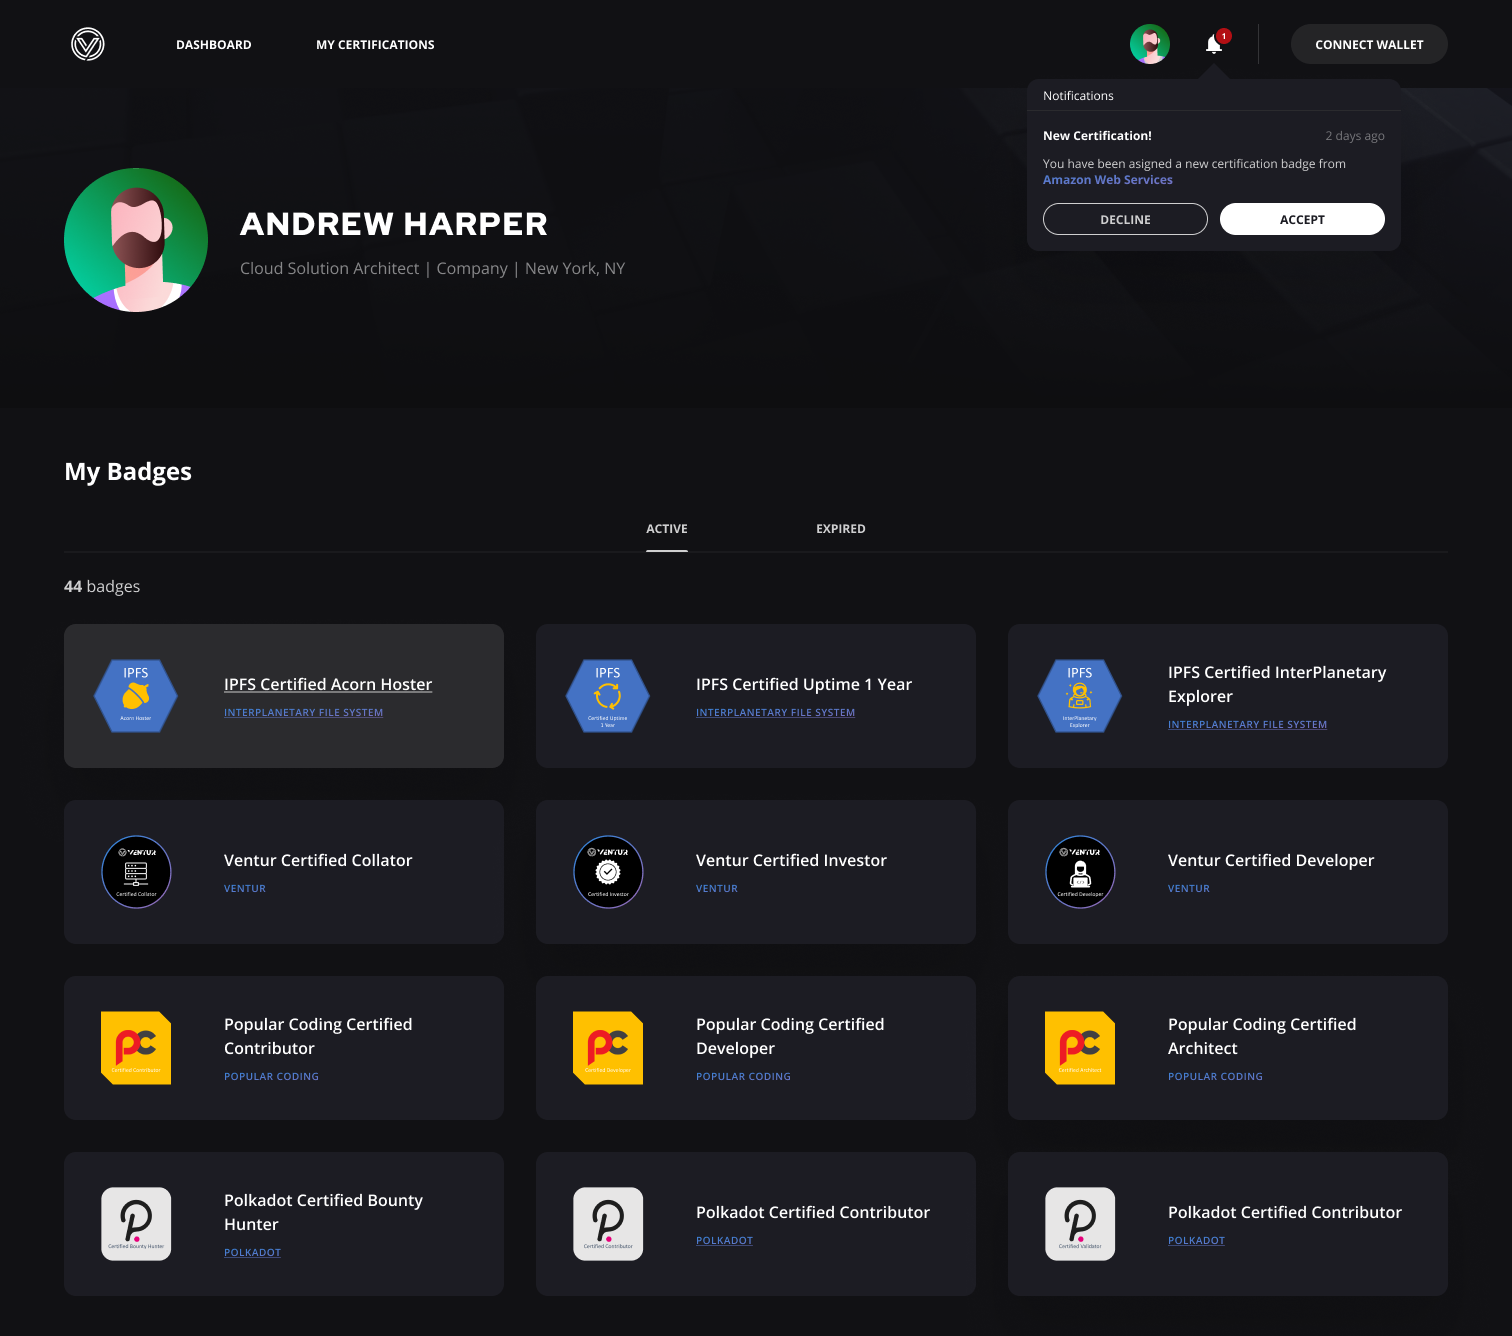 DASHBOARD
MY CERTIFICATIONS
1
CONNECT WALLET
Notifications
New Certification!
2 days ago
You have been asigned a new certification badge from
Amazon Web Services
DECLINE
ACCEPT
ANDREW HARPER
Cloud Solution Architect | Company | New York, NY
My Badges
ACTIVE
EXPIRED
44 badges
IPFS
Acorn Hoster
IPFS Certified Acorn Hoster
INTERPLANETARY FILE SYSTEM
IPFS
Certified Uptime
1 Year
IPFS Certified Uptime 1 Year
INTERPLANETARY FILE SYSTEM
IPFS
InterPlanetary
Explorer
IPFS Certified InterPlanetary
Explorer
INTERPLANETARY FILE SYSTEM
VENTUR
Certified Collator
Ventur Certified Collator
VENTUR
VENTUR
Certified Investor
Ventur Certified Investor
VENTUR
VENTUR
Certified Developer
Ventur Certified Developer
VENTUR
pc
Certified Contributor
Popular Coding Certified
Contributor
POPULAR CODING
pc
Certified Developer
Popular Coding Certified
Developer
POPULAR CODING
pc
Certified Architect
Popular Coding Certified
Architect
POPULAR CODING
Certified Bounty Hunter
Polkadot Certified Bounty
Hunter
POLKADOT
Certified Contributor
Polkadot Certified Contributor
POLKADOT
Certified Validator
Polkadot Certified Contributor
POLKADOT